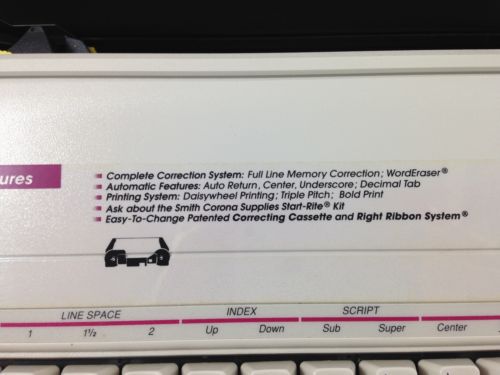 ures
Complete Correction System: Full Line Memory Correction; WordEraser®
Automatic Features: Auto Return, Center, Underscore; Decimal Tab
Printing System: Daisywheel Printing; Triple Pitch; Bold Print
Ask about the Smith Corona Supplies Start-Rite® Kit
Easy-To-Change Patented Correcting Cassette and Right Ribbon System®
LINE SPACE INDEX SCRIPT
1 1½ 2 Up Down Sub Super Center